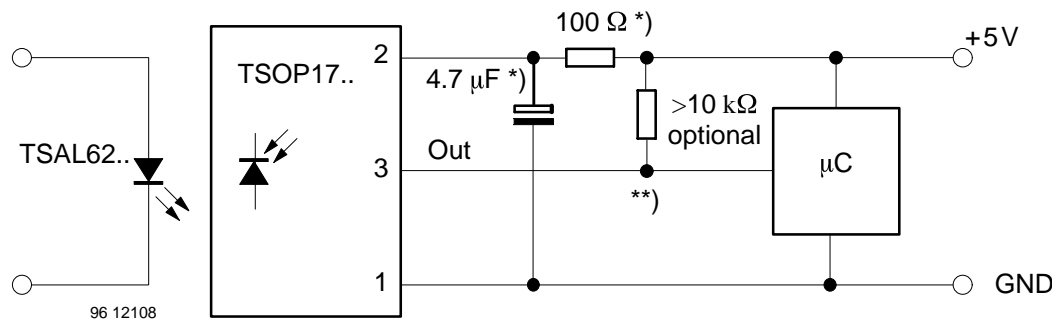 100 Ω *)
+5V
2
TSOP17..
4.7 μF *)
>10 kΩ
optional
TSAL62..
Out
3
μC
**)
1
GND
96 12108